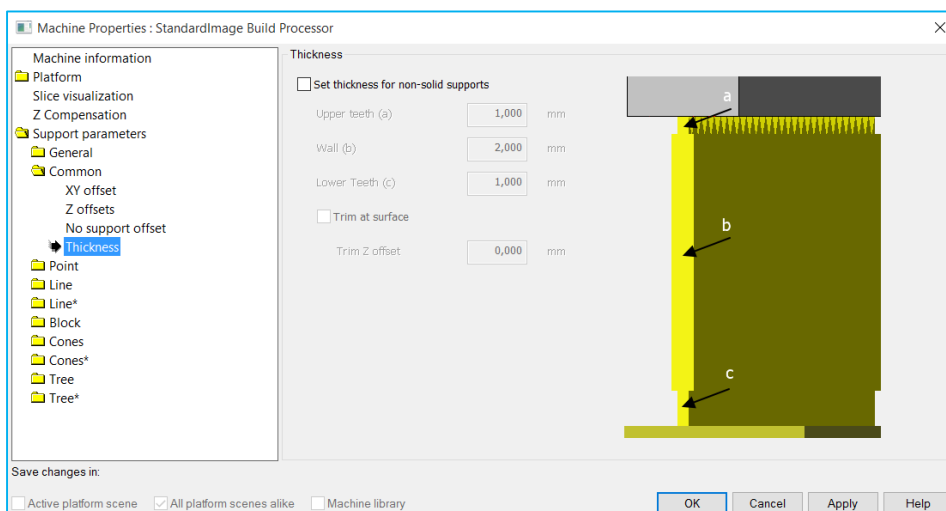 Machine Properties : StandardImage Build Processor
Machine information
Platform
Slice visualization
Z Compensation
Support parameters
General
Common
XY offset
Z offsets
No support offset
Thickness
Point
Line
Line*
Block
Cones
Cones*
Tree
Tree*
Thickness
Set thickness for non-solid supports
Upper teeth (a) 1,000 mm
Wall (b) 2,000 mm
Lower Teeth (c) 1,000 mm
Trim at surface
Trim Z offset 0,000 mm
a
b
c
Save changes in:
Active platform scene All platform scenes alike Machine library
OK Cancel Apply Help